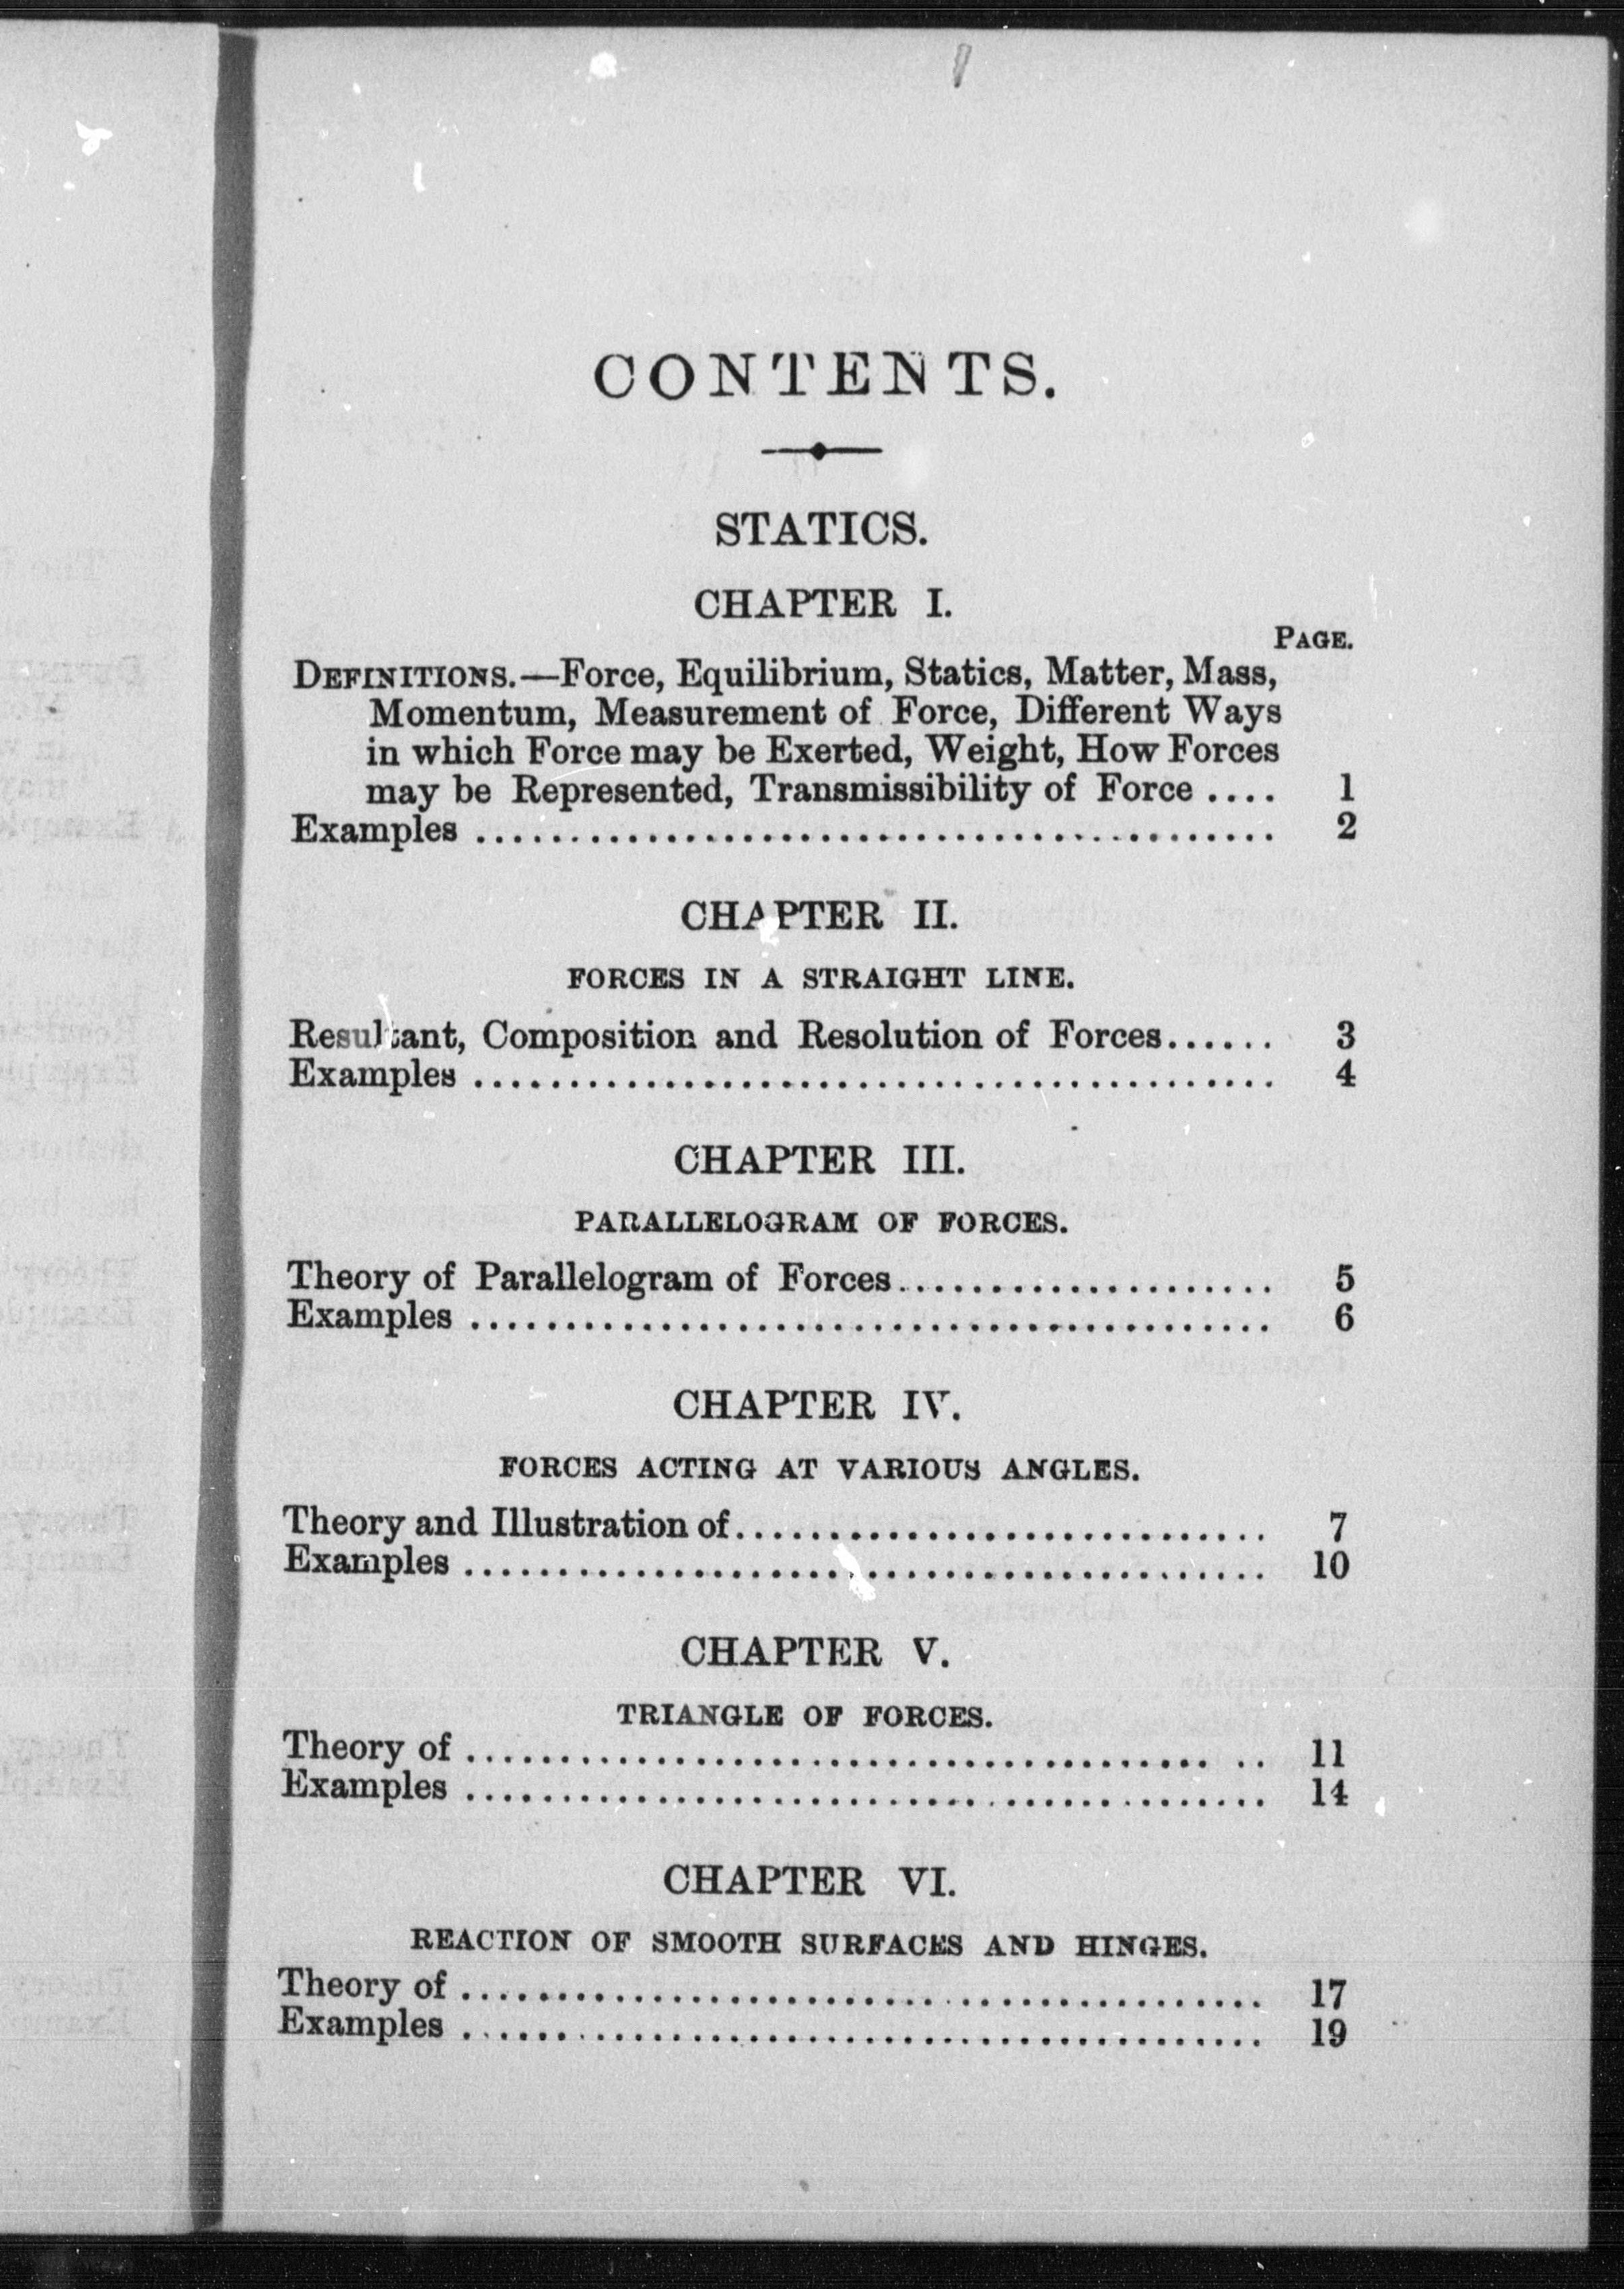 CONTENTS.
STATICS.
CHAPTER I.
PAGE.
DEFINITIONS.—Force, Equilibrium, Statics, Matter, Mass,
Momentum, Measurement of Force, Different Ways
in which Force may be Exerted, Weight, How Forces
may be Represented, Transmissibility of Force .... 1
Examples .......................................... 2
CHAPTER II.
FORCES IN A STRAIGHT LINE.
Resultant, Composition and Resolution of Forces...... 3
Examples .......................................... 4
CHAPTER III.
PARALLELOGRAM OF FORCES.
Theory of Parallelogram of Forces.................... 5
Examples .......................................... 6
CHAPTER IV.
FORCES ACTING AT VARIOUS ANGLES.
Theory and Illustration of............................ 7
Examples .......................................... 10
CHAPTER V.
TRIANGLE OF FORCES.
Theory of .......................................... 11
Examples .......................................... 14
CHAPTER VI.
REACTION OF SMOOTH SURFACES AND HINGES.
Theory of .......................................... 17
Examples .......................................... 19